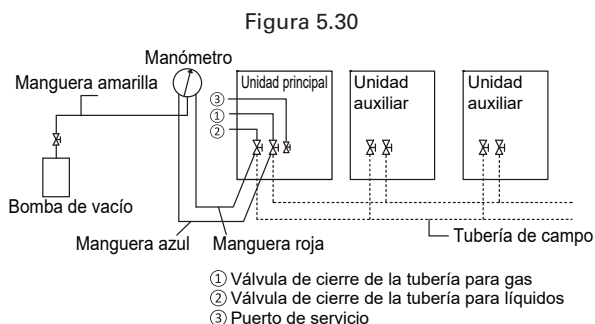 Figura 5.30
Manómetro
Manguera amarilla
Unidad principal
Unidad
auxiliar
Unidad
auxiliar
③
①
②
Bomba de vacío
Manguera azul
Manguera roja
Tubería de campo
① Válvula de cierre de la tubería para gas
② Válvula de cierre de la tubería para líquidos
③ Puerto de servicio